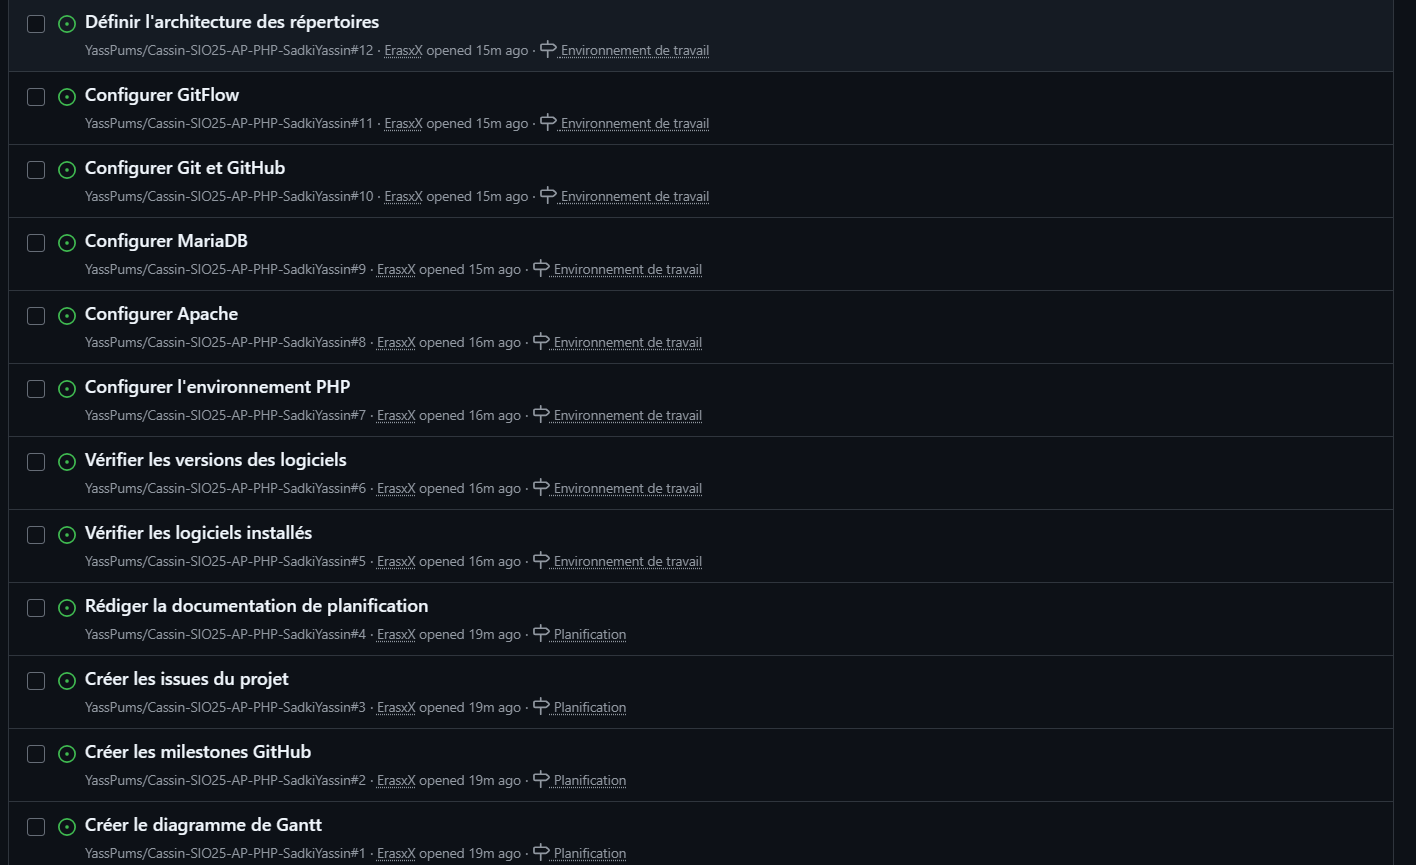 Définir l'architecture des répertoires
YassPums/Cassin-SIO25-AP-PHP-SadkiYassin#12 · ErasxX opened 15m ago · Environnement de travail
Configurer GitFlow
YassPums/Cassin-SIO25-AP-PHP-SadkiYassin#11 · ErasxX opened 15m ago · Environnement de travail
Configurer Git et GitHub
YassPums/Cassin-SIO25-AP-PHP-SadkiYassin#10 · ErasxX opened 15m ago · Environnement de travail
Configurer MariaDB
YassPums/Cassin-SIO25-AP-PHP-SadkiYassin#9 · ErasxX opened 15m ago · Environnement de travail
Configurer Apache
YassPums/Cassin-SIO25-AP-PHP-SadkiYassin#8 · ErasxX opened 16m ago · Environnement de travail
Configurer l'environnement PHP
YassPums/Cassin-SIO25-AP-PHP-SadkiYassin#7 · ErasxX opened 16m ago · Environnement de travail
Vérifier les versions des logiciels
YassPums/Cassin-SIO25-AP-PHP-SadkiYassin#6 · ErasxX opened 16m ago · Environnement de travail
Vérifier les logiciels installés
YassPums/Cassin-SIO25-AP-PHP-SadkiYassin#5 · ErasxX opened 16m ago · Environnement de travail
Rédiger la documentation de planification
YassPums/Cassin-SIO25-AP-PHP-SadkiYassin#4 · ErasxX opened 19m ago · Planification
Créer les issues du projet
YassPums/Cassin-SIO25-AP-PHP-SadkiYassin#3 · ErasxX opened 19m ago · Planification
Créer les milestones GitHub
YassPums/Cassin-SIO25-AP-PHP-SadkiYassin#2 · ErasxX opened 19m ago · Planification
Créer le diagramme de Gantt
YassPums/Cassin-SIO25-AP-PHP-SadkiYassin#1 · ErasxX opened 19m ago · Planification